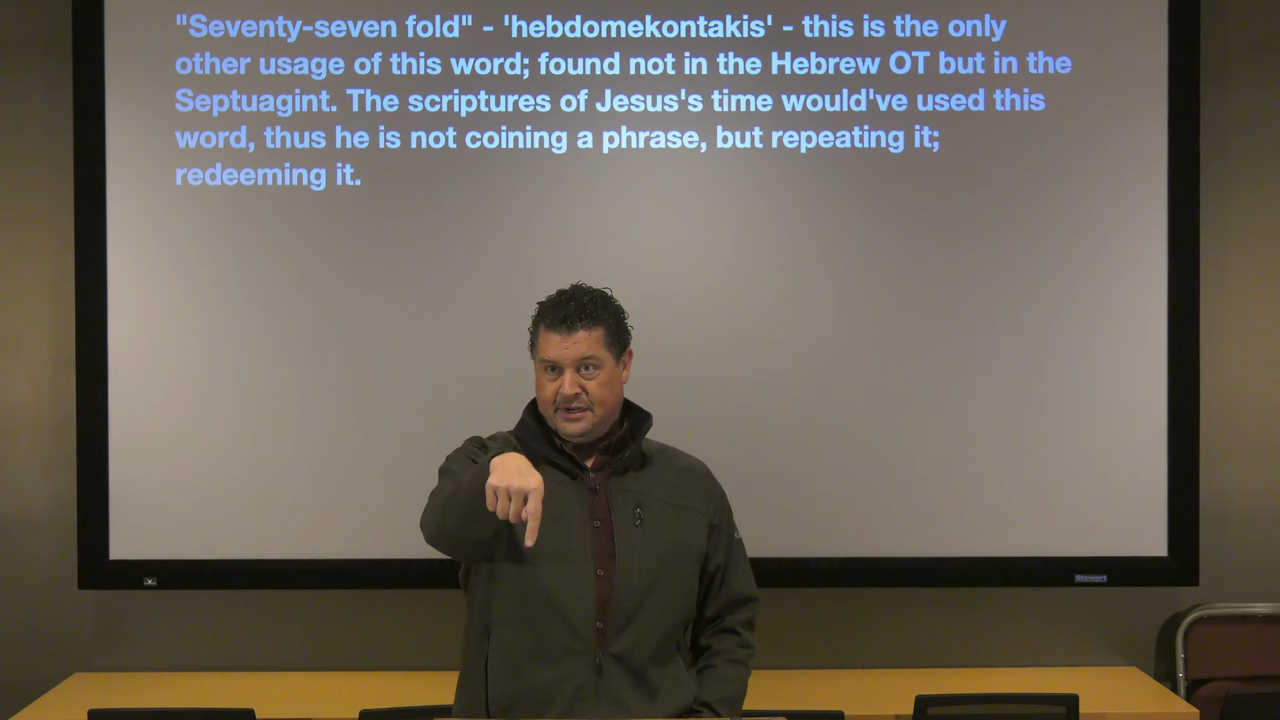 "Seventy-seven fold" - 'hebdomekontakis' - this is the only
other usage of this word; found not in the Hebrew OT but in the
Septuagint. The scriptures of Jesus's time would've used this
word, thus he is not coining a phrase, but repeating it;
redeeming it.
Stewart